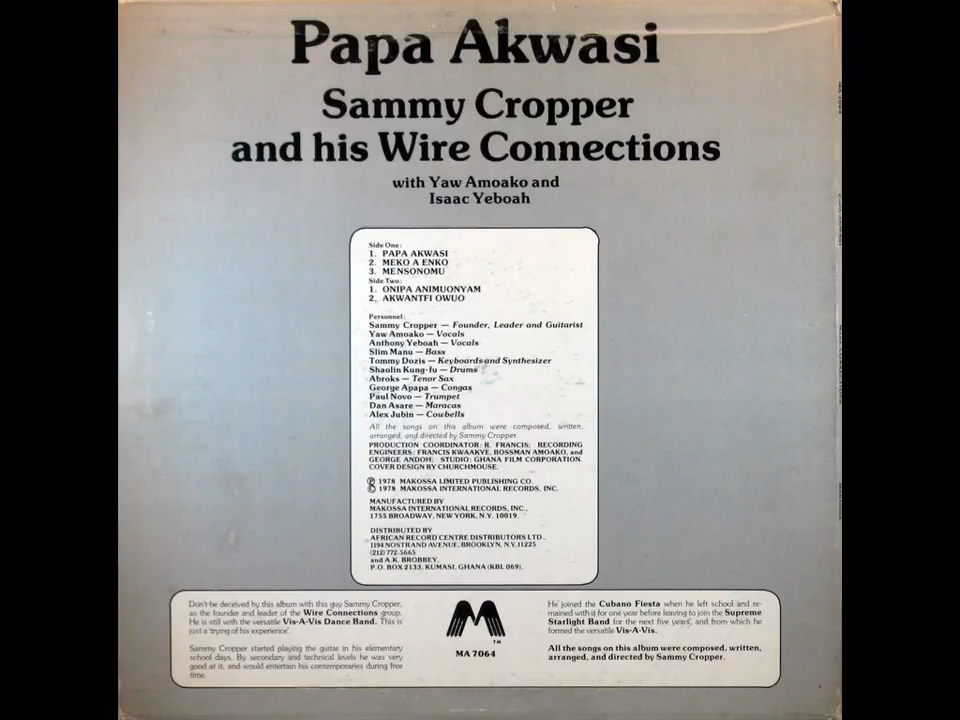 Papa Akwasi
Sammy Cropper
and his Wire Connections
with Yaw Amoako and
Isaac Yeboah
Side One:
1. PAPA AKWASI
2. MEKO A ENKO
3. MENSONOMU
Side Two:
1. ONIPA ANIMUONYAM
2. AKWANTFI OWUO
Personnel:
Sammy Cropper — Founder, Leader and Guitarist
Yaw Amoako — Vocals
Anthony Yeboah — Vocals
Slim Manu — Bass
Tommy Dozis — Keyboards and Synthesizer
Shaolin Kung-fu — Drums
Abroks — Tenor Sax
George Apapa — Congas
Paul Novo — Trumpet
Dan Asare — Maracas
Alex Jubin — Cowbells
All the songs on this album were composed, written,
arranged, and directed by Sammy Cropper.
PRODUCTION COORDINATOR: R. FRANCIS; RECORDING
ENGINEERS: FRANCIS KWAAKYE, BOSSMAN AMOAKO, and
GEORGE ANDOH; STUDIO: GHANA FILM CORPORATION.
COVER DESIGN BY CHURCHMOUSE.
℗ 1978 MAKOSSA LIMITED PUBLISHING CO.
© 1978 MAKOSSA INTERNATIONAL RECORDS, INC.
MANUFACTURED BY
MAKOSSA INTERNATIONAL RECORDS, INC.,
1755 BROADWAY, NEW YORK, N.Y. 10019.
DISTRIBUTED BY
AFRICAN RECORD CENTRE DISTRIBUTORS LTD.,
1194 NOSTRAND AVENUE, BROOKLYN, N.Y. 11225
(212) 772-5665
and A.K. BROBBEY,
P.O. BOX 2133, KUMASI, GHANA (KBL 069).
Don't be deceived by this album with this guy Sammy Cropper,
as the founder and leader of the Wire Connections group.
He is still with the versatile Vis-A-Vis Dance Band. This is
just a 'trying of his experience'.
Sammy Cropper started playing the guitar in his elementary
school days. By secondary and technical levels he was very
good at it, and would entertain his contemporaries during free
time.
TM
MA 7064
He joined the Cubano Fiesta when he left school and re-
mained with it for one year before leaving to join the Supreme
Starlight Band for the next five years, and from which he
formed the versatile Vis-A-Vis.
All the songs on this album were composed, written,
arranged, and directed by Sammy Cropper.